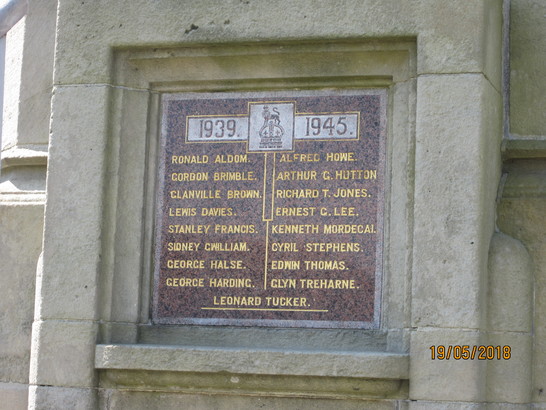 1939. 1945.
RONALD ALDOM.
GORDON BRIMBLE.
GLANVILLE BROWN.
LEWIS DAVIES.
STANLEY FRANCIS.
SIDNEY GWILLIAM.
GEORGE HALSE.
GEORGE HARDING.
ALFRED HOWE.
ARTHUR G. HUTTON
RICHARD T. JONES.
ERNEST G. LEE.
KENNETH MORDECAI.
CYRIL STEPHENS.
EDWIN THOMAS.
GLYN TREHARNE.
LEONARD TUCKER.
19/05/2018